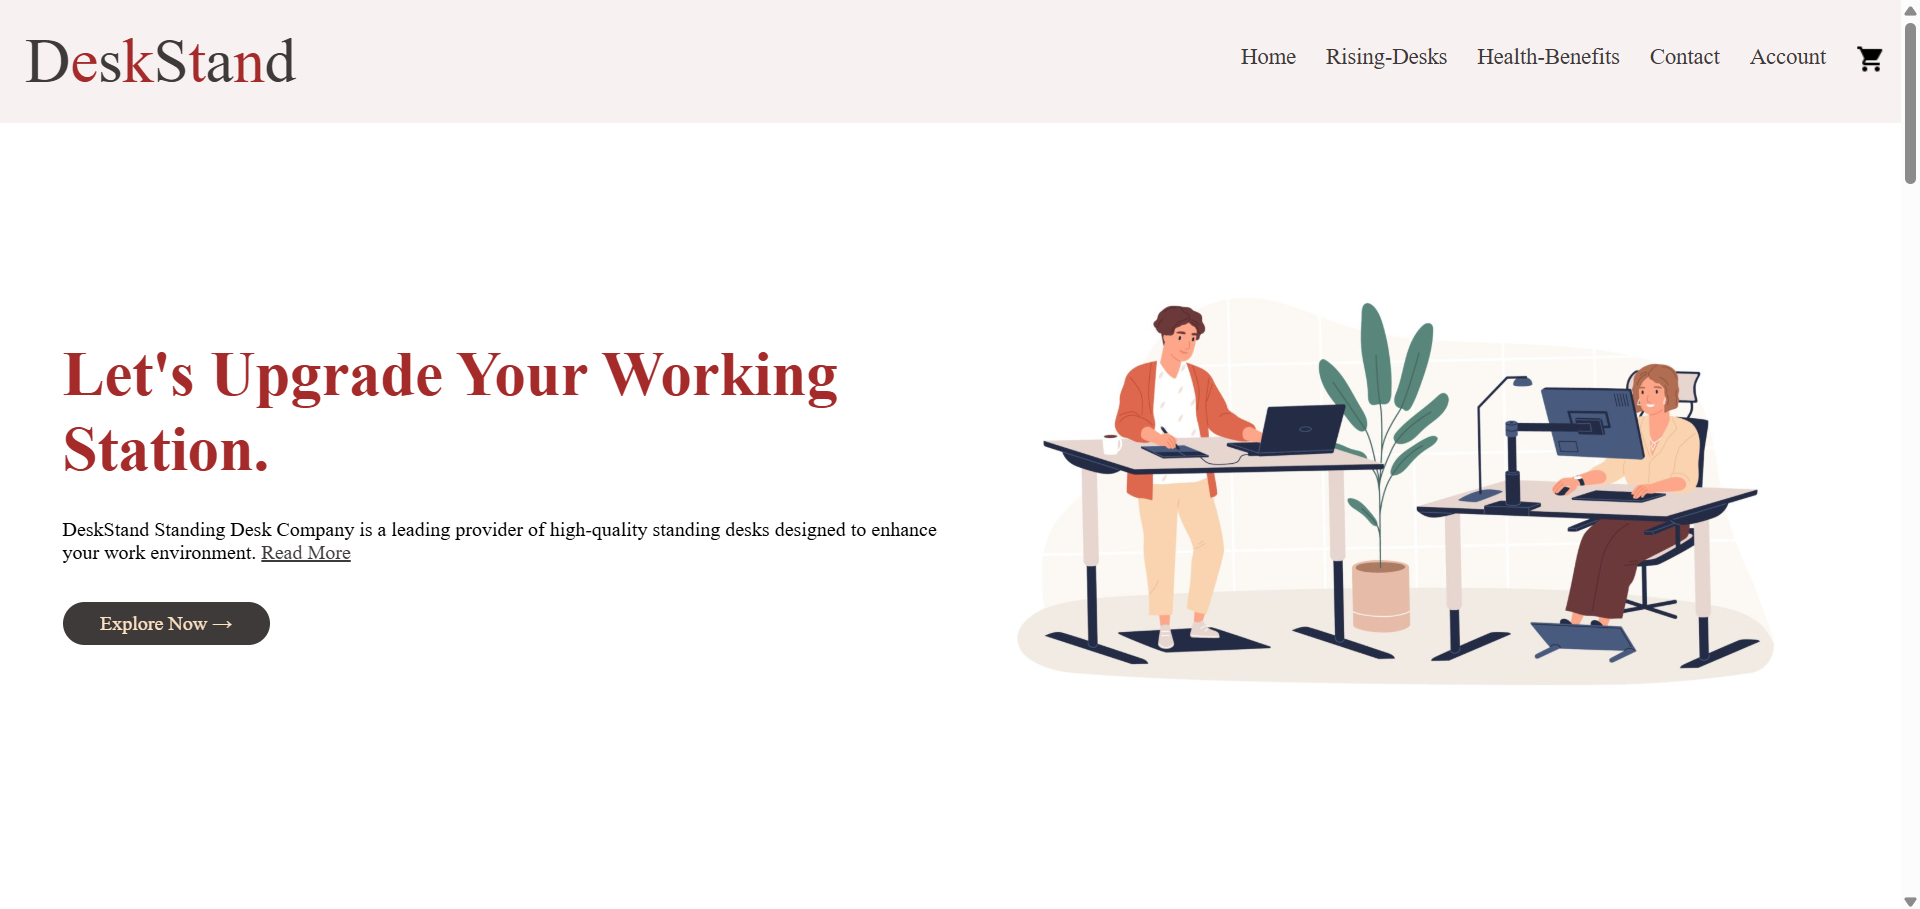 DeskStand
Home Rising-Desks Health-Benefits Contact Account
Let's Upgrade Your Working
Station.
DeskStand Standing Desk Company is a leading provider of high-quality standing desks designed to enhance
your work environment. Read More
Explore Now →